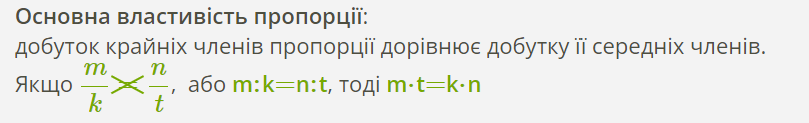 Основна властивість пропорції:
добуток крайніх членів пропорції дорівнює добутку її середніх членів.
Якщо m/k = n/t, або m:k=n:t, тоді m·t=k·n